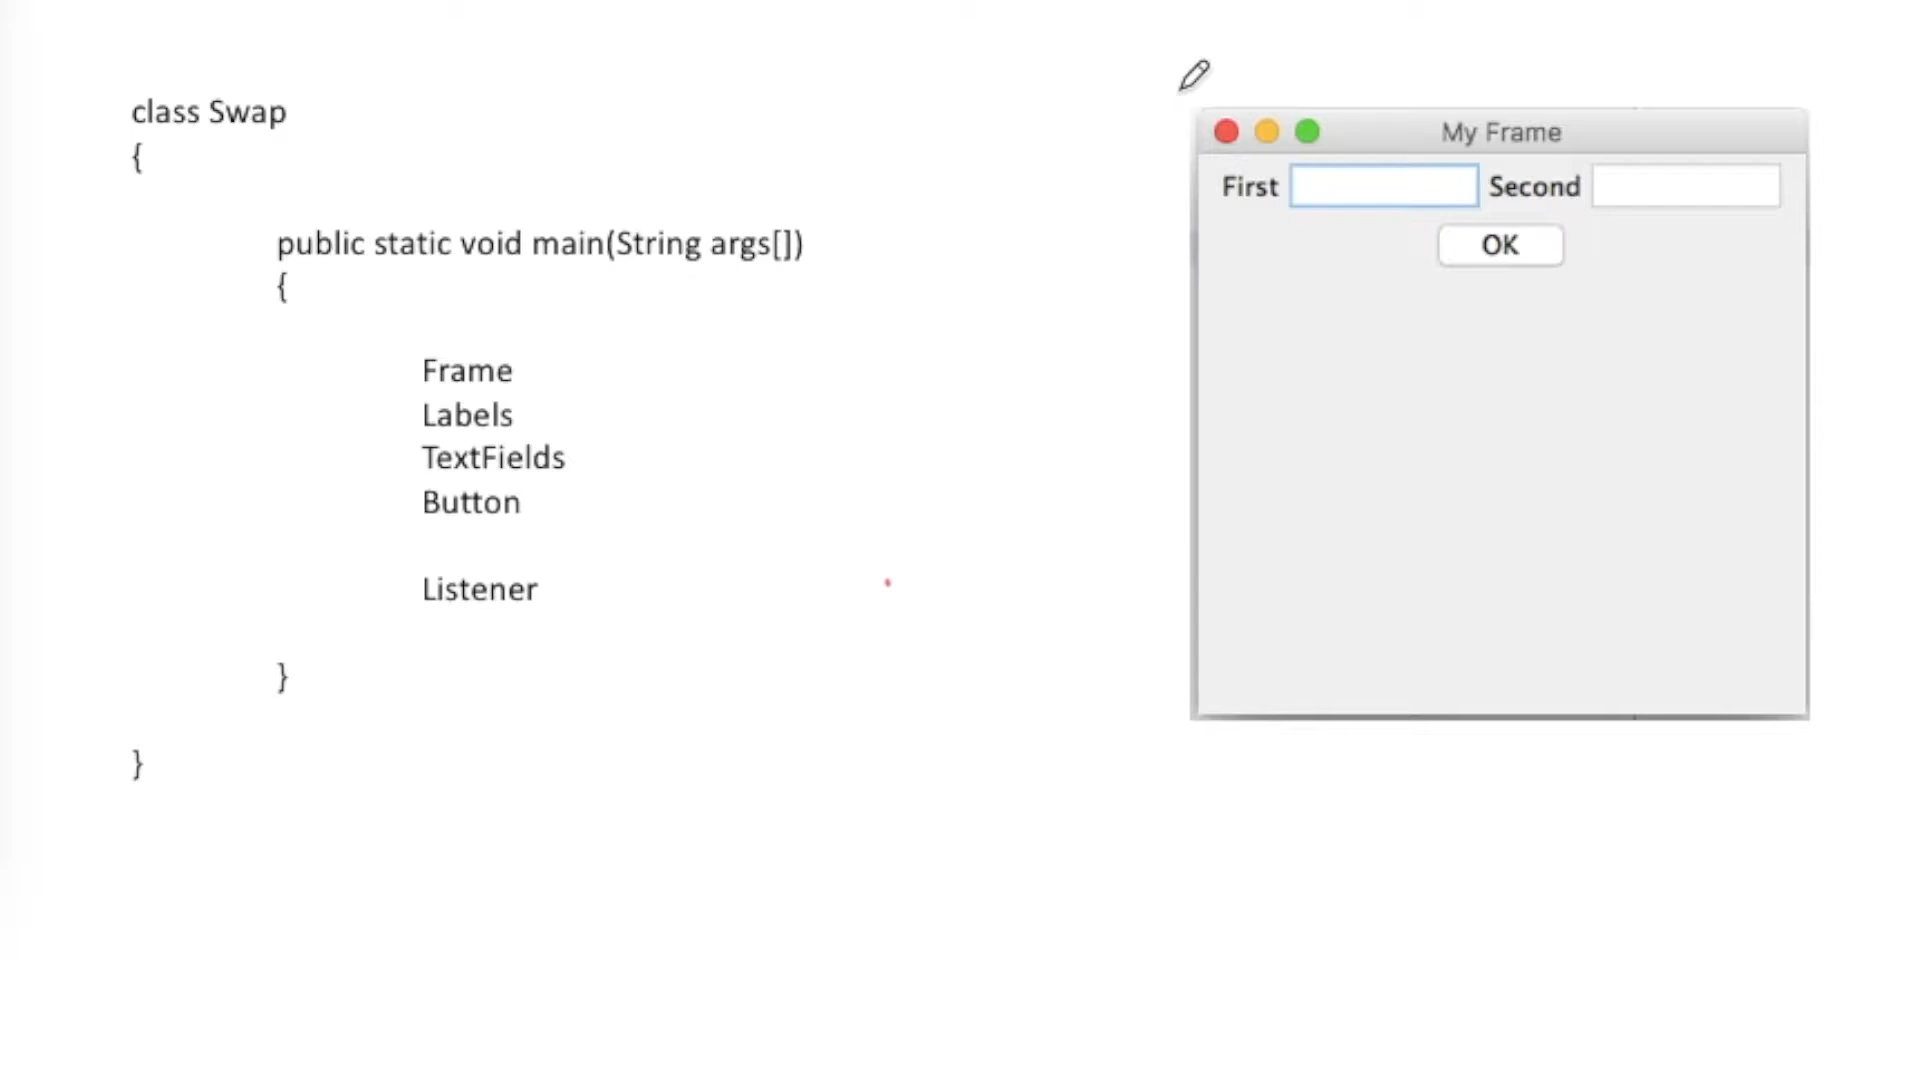 class Swap
{
public static void main(String args[])
{
Frame
Labels
TextFields
Button
Listener
}
}
My Frame
First Second
OK